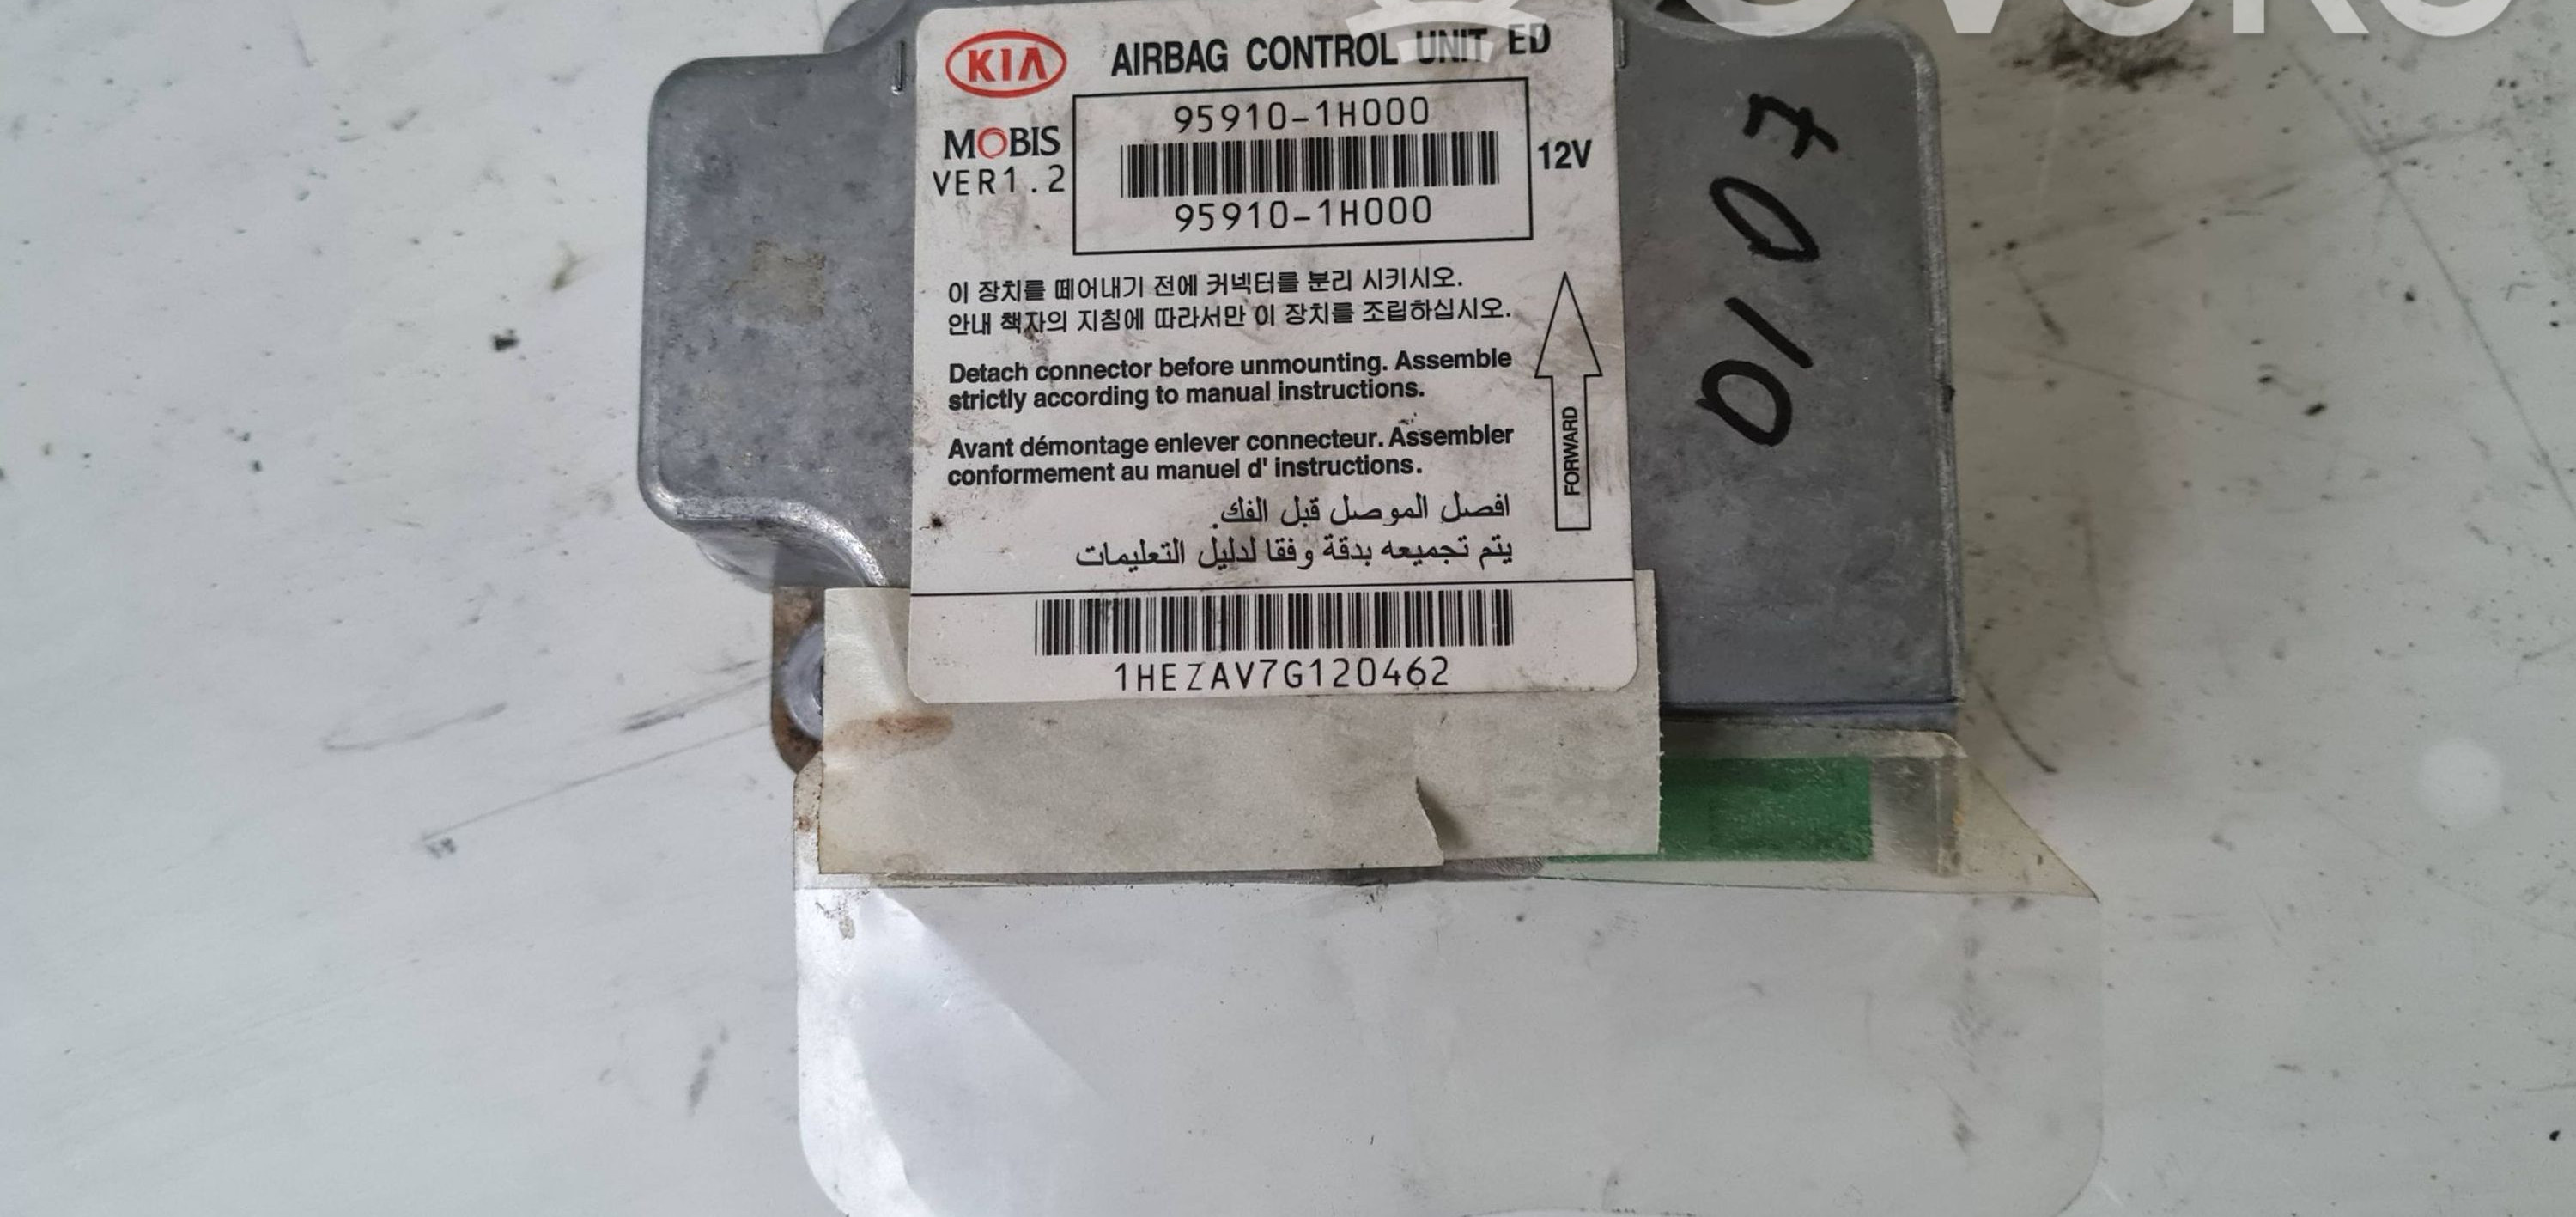 KIA AIRBAG CONTROL UNIT ED
MOBIS
VER1.2
95910-1H000
95910-1H000
12V
이 장치를 떼어내기 전에 커넥터를 분리 시키시오.
안내 책자의 지침에 따라서만 이 장치를 조립하십시오.
Detach connector before unmounting. Assemble
strictly according to manual instructions.
Avant démontage enlever connecteur. Assembler
conformement au manuel d' instructions.
افصل الموصل قبل الفك.
يتم تجميعه بدقة وفقا لدليل التعليمات
FORWARD
1HEZAV7G120462